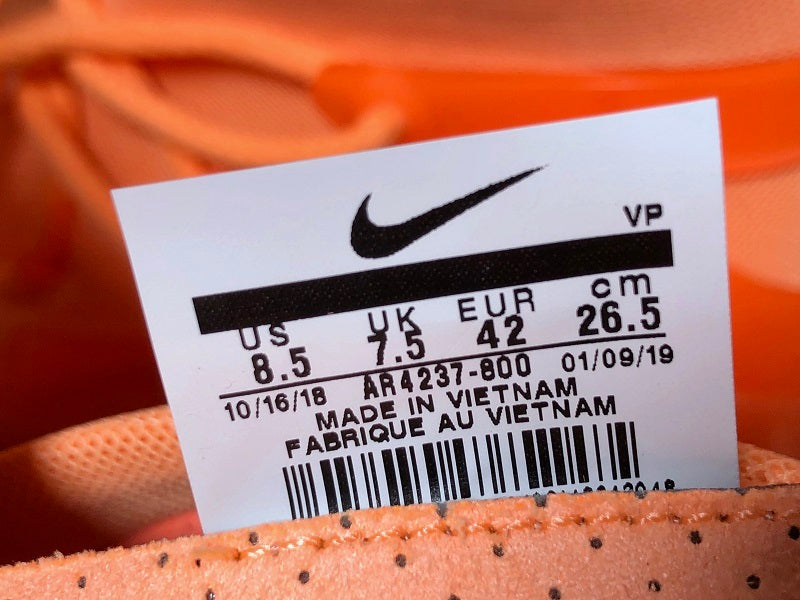 VP
US UK EUR cm
8.5 7.5 42 26.5
10/16/18 AR4237-800 01/09/19
MADE IN VIETNAM
FABRIQUE AU VIETNAM